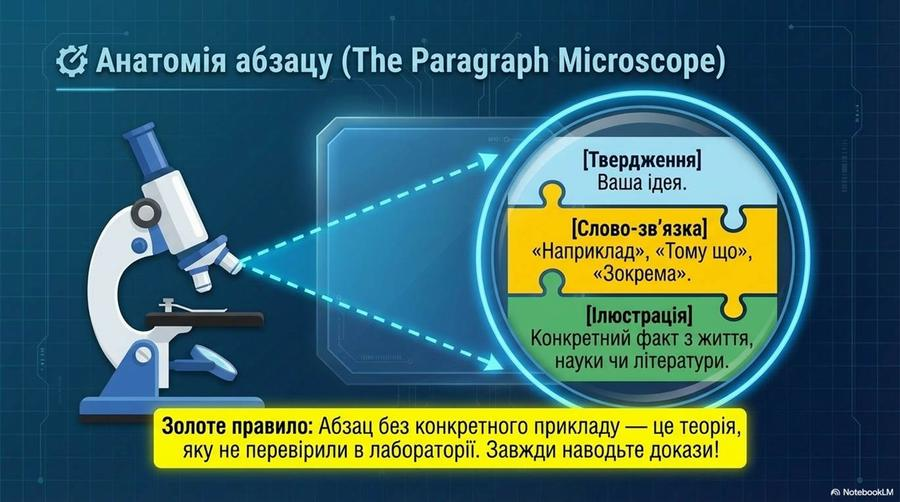 Анатомія абзацу (The Paragraph Microscope)
[Твердження]
Ваша ідея.
[Слово-зв’язка]
«Наприклад», «Тому що»,
«Зокрема».
[Ілюстрація]
Конкретний факт з життя,
науки чи літератури.
Золоте правило: Абзац без конкретного прикладу — це теорія,
яку не перевірили в лабораторії. Завжди наводьте докази!
NotebookLM